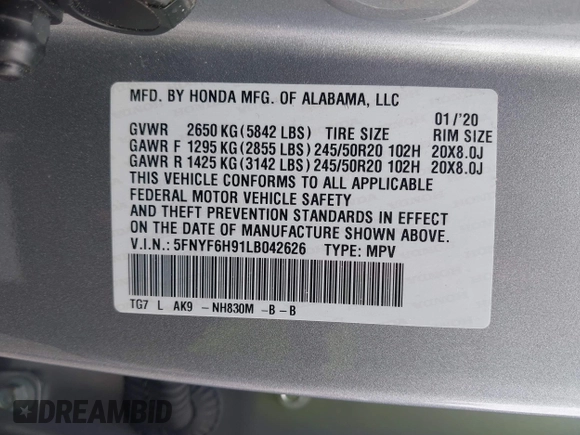 MFD. BY HONDA MFG. OF ALABAMA, LLC
01/'20
GVWR 2650 KG (5842 LBS) TIRE SIZE RIM SIZE
GAWR F 1295 KG (2855 LBS) 245/50R20 102H 20X8.0J
GAWR R 1425 KG (3142 LBS) 245/50R20 102H 20X8.0J
THIS VEHICLE CONFORMS TO ALL APPLICABLE
FEDERAL MOTOR VEHICLE SAFETY
AND THEFT PREVENTION STANDARDS IN EFFECT
ON THE DATE OF MANUFACTURE SHOWN ABOVE.
V.I.N.: 5FNYF6H91LB042626 TYPE: MPV
TG7 L AK9 -NH830M -B-B
DREAMBID